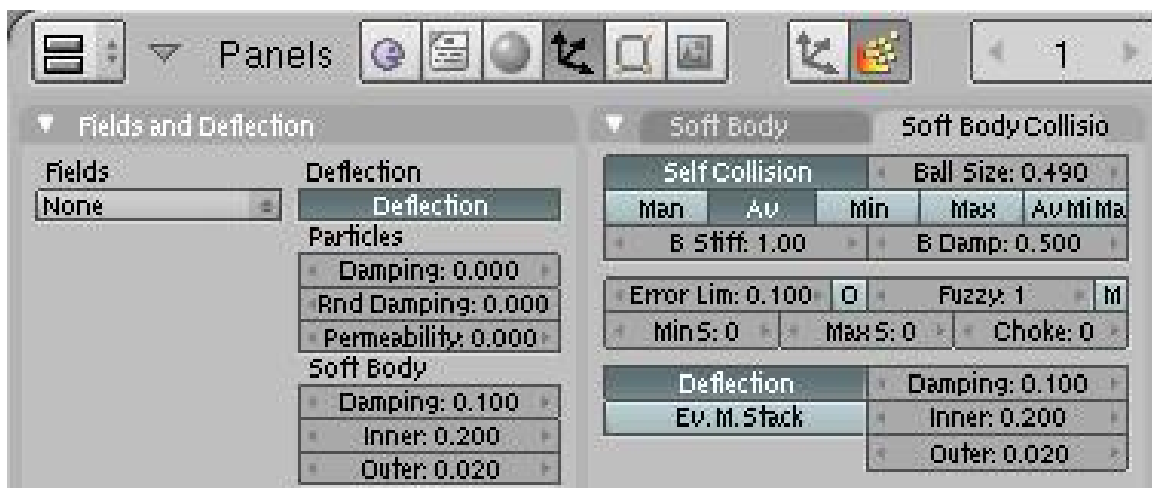 Panels
1
Fields and Deflection
Fields
None
Deflection
Deflection
Particles
Damping: 0.000
Rnd Damping: 0.000
Permeability: 0.000
Soft Body
Damping: 0.100
Inner: 0.200
Outer: 0.020
Soft Body
Soft Body Collisio
Self Collision
Ball Size: 0.490
Man
Av
Min
Max
AvMiMa
B Stiff: 1.00
B Damp: 0.500
Error Lim: 0.100
O
Fuzzy: 1
M
Min S: 0
Max S: 0
Choke: 0
Deflection
Damping: 0.100
Ev. M. Stack
Inner: 0.200
Outer: 0.020